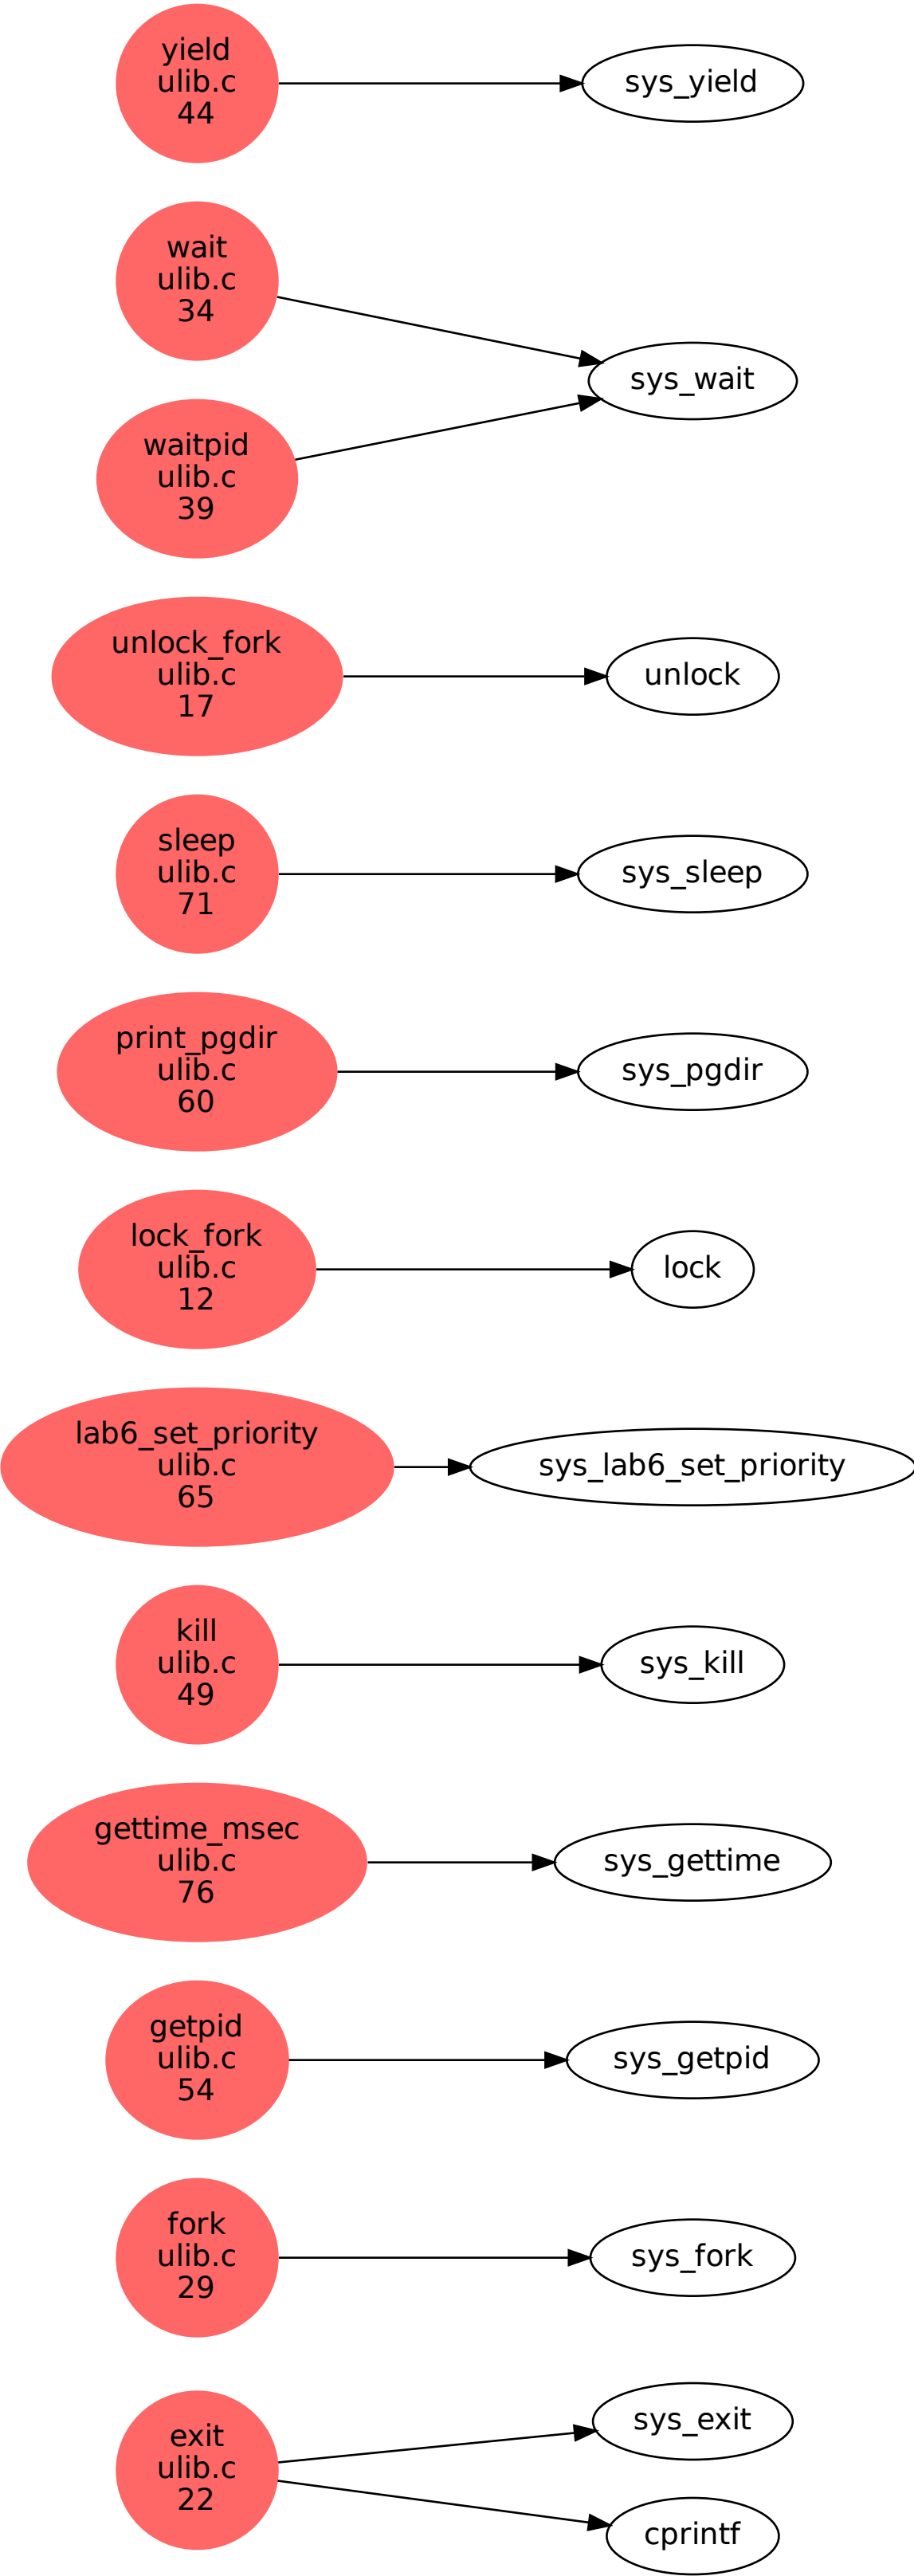 yield
ulib.c
44
sys_yield
wait
ulib.c
34
sys_wait
waitpid
ulib.c
39
unlock_fork
ulib.c
17
unlock
sleep
ulib.c
71
sys_sleep
print_pgdir
ulib.c
60
sys_pgdir
lock_fork
ulib.c
12
lock
lab6_set_priority
ulib.c
65
sys_lab6_set_priority
kill
ulib.c
49
sys_kill
gettime_msec
ulib.c
76
sys_gettime
getpid
ulib.c
54
sys_getpid
fork
ulib.c
29
sys_fork
exit
ulib.c
22
sys_exit
cprintf